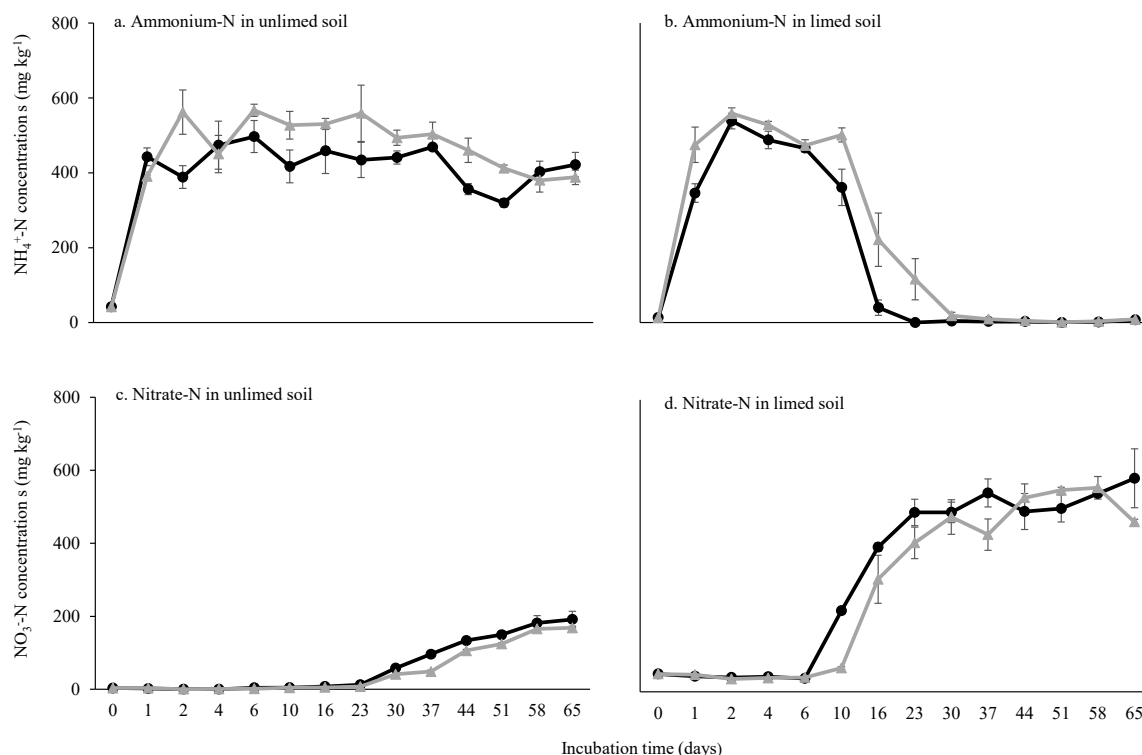 a. Ammonium-N in unlimed soil
b. Ammonium-N in limed soil
NH₄⁺-N concentration s (mg kg⁻¹)
800
600
400
200
0
c. Nitrate-N in unlimed soil
d. Nitrate-N in limed soil
NO₃⁻-N concentration s (mg kg⁻¹)
800
600
400
200
0
0 1 2 4 6 10 16 23 30 37 44 51 58 65
0 1 2 4 6 10 16 23 30 37 44 51 58 65
Incubation time (days)